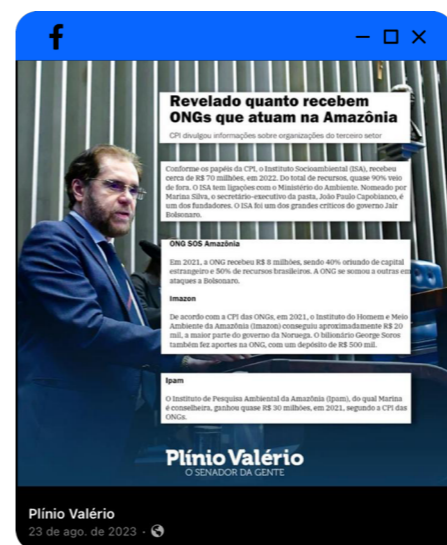 Revelado quanto recebem
ONGs que atuam na Amazônia
CPI divulgou informações sobre organizações do terceiro setor
Conforme os papéis da CPI, o Instituto Socioambiental (ISA), recebeu
cerca de R$ 70 milhões, em 2022. Do total de recursos, quase 90% veio
de fora. O ISA tem ligações com o Ministério do Ambiente. Nomeado por
Marina Silva, o secretário-executivo da pasta, João Paulo Capobianco, é
um dos fundadores. O ISA foi um dos grandes críticos do governo Jair
Bolsonaro.
ONG SOS Amazônia
Em 2021, a ONG recebeu R$ 8 milhões, sendo 40% oriundo de capital
estrangeiro e 50% de recursos brasileiros. A ONG se somou a outras em
ataques a Bolsonaro.
Imazon
De acordo com a CPI das ONGs, em 2021, o Instituto do Homem e Meio
Ambiente da Amazônia (Imazon) conseguiu aproximadamente R$ 20
mil, a maior parte do governo da Noruega. O bilionário George Soros
também fez aportes na ONG, com um depósito de R$ 500 mil.
Ipam
O Instituto de Pesquisa Ambiental da Amazônia (Ipam), do qual Marina
é conselheira, ganhou quase R$ 30 milhões, em 2021, segundo a CPI das
ONGs.
Plínio Valério
O SENADOR DA GENTE
Plínio Valério
23 de ago. de 2023 ·